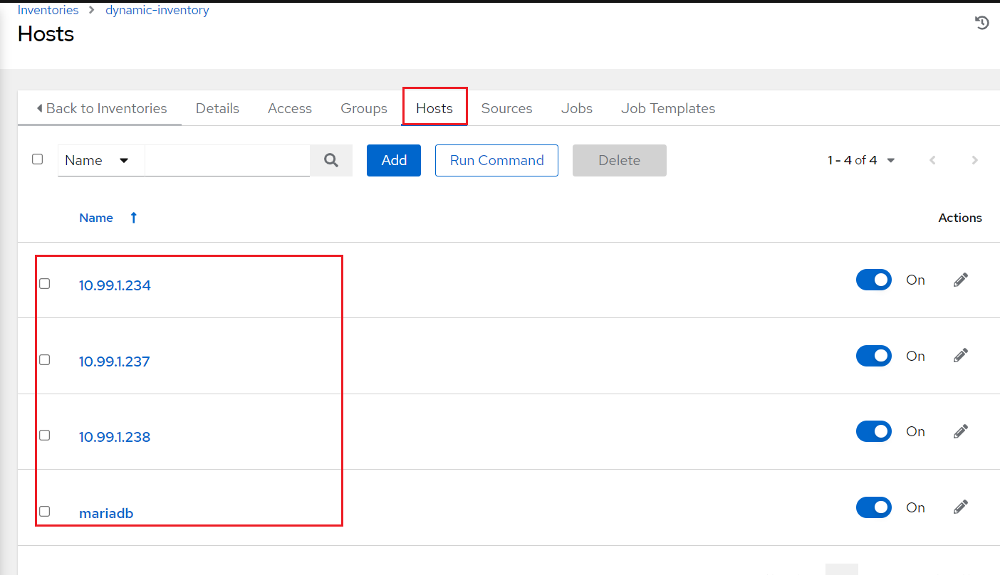 Inventories > dynamic-inventory
Hosts
Back to Inventories Details Access Groups Hosts Sources Jobs Job Templates
Name Add Run Command Delete 1 - 4 of 4
Name Actions
10.99.1.234 On
10.99.1.237 On
10.99.1.238 On
mariadb On